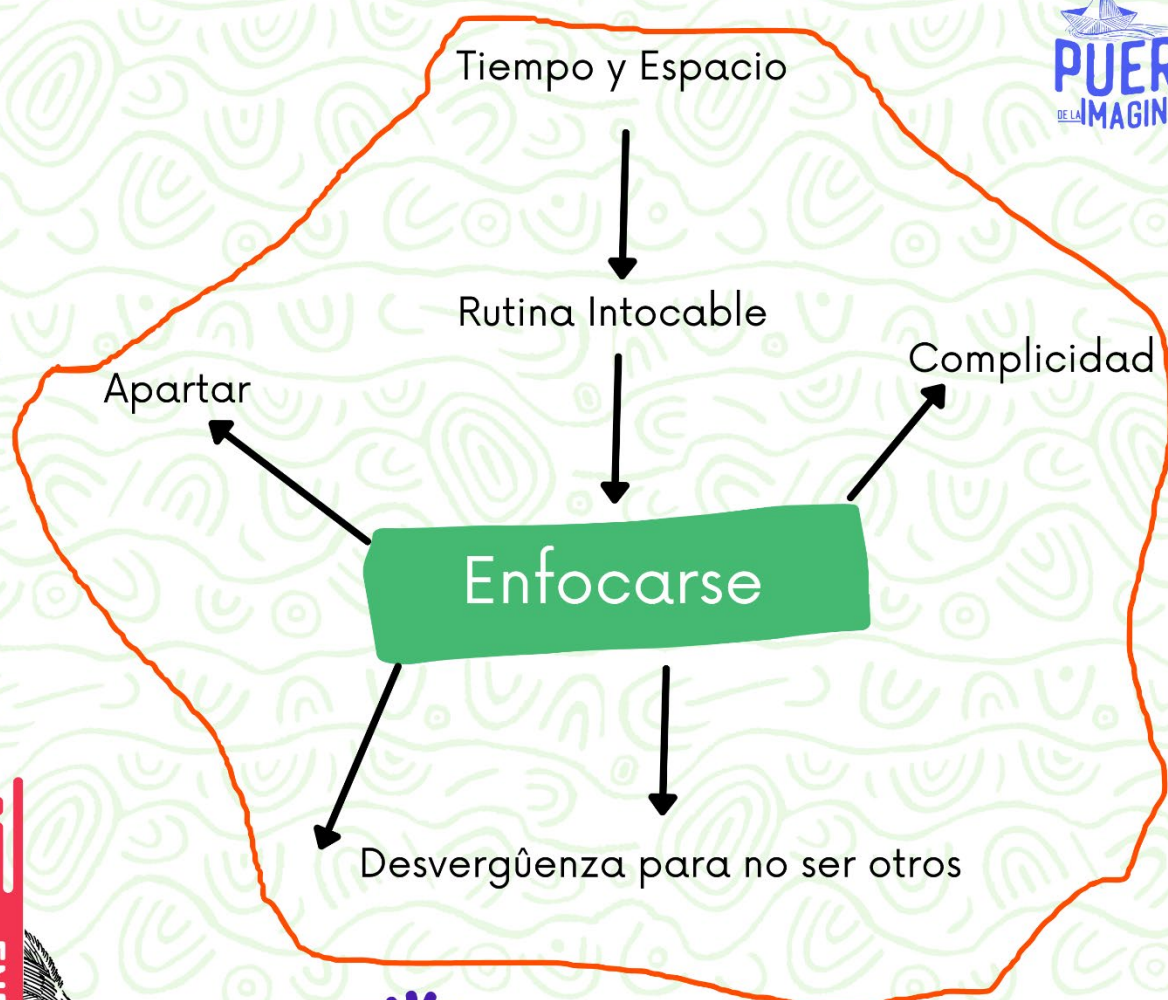 Tiempo y Espacio
PUER
DE LA IMAGIN
Rutina Intocable
Complicidad
Apartar
Enfocarse
Desvergûenza para no ser otros